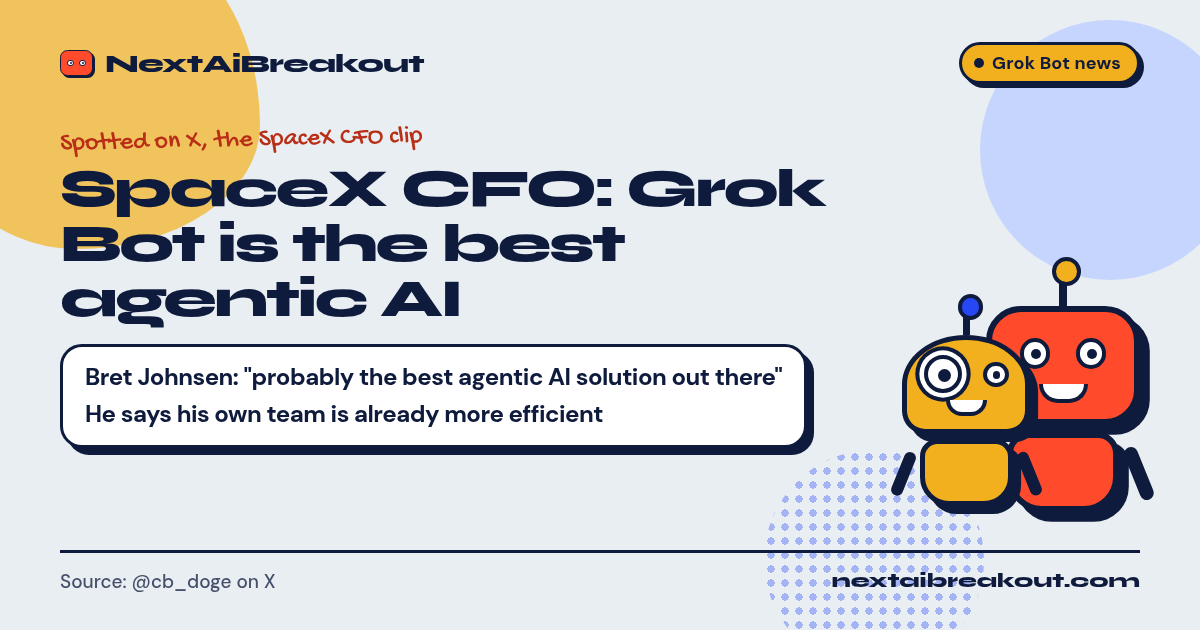 NextAiBreakout
Grok Bot news
Spotted on X, the SpaceX CFO clip
SpaceX CFO: Grok
Bot is the best
agentic AI
Bret Johnsen: "probably the best agentic AI solution out there"
He says his own team is already more efficient
Source: @cb_doge on X
nextaibreakout.com